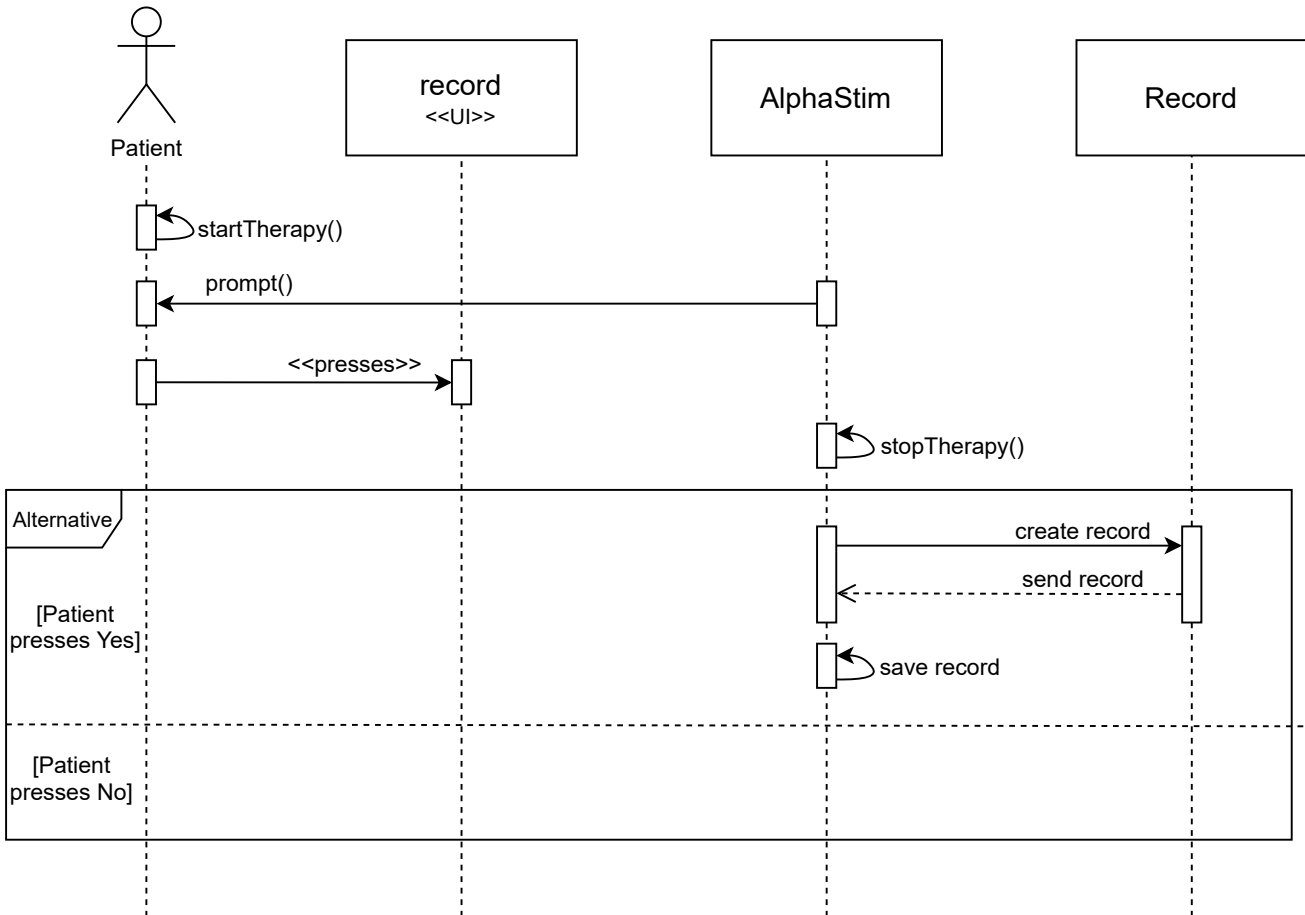 Patient
record
<<UI>>
AlphaStim
Record
startTherapy()
prompt()
<<presses>>
stopTherapy()
Alternative
create record
send record
[Patient
presses Yes]
save record
[Patient
presses No]